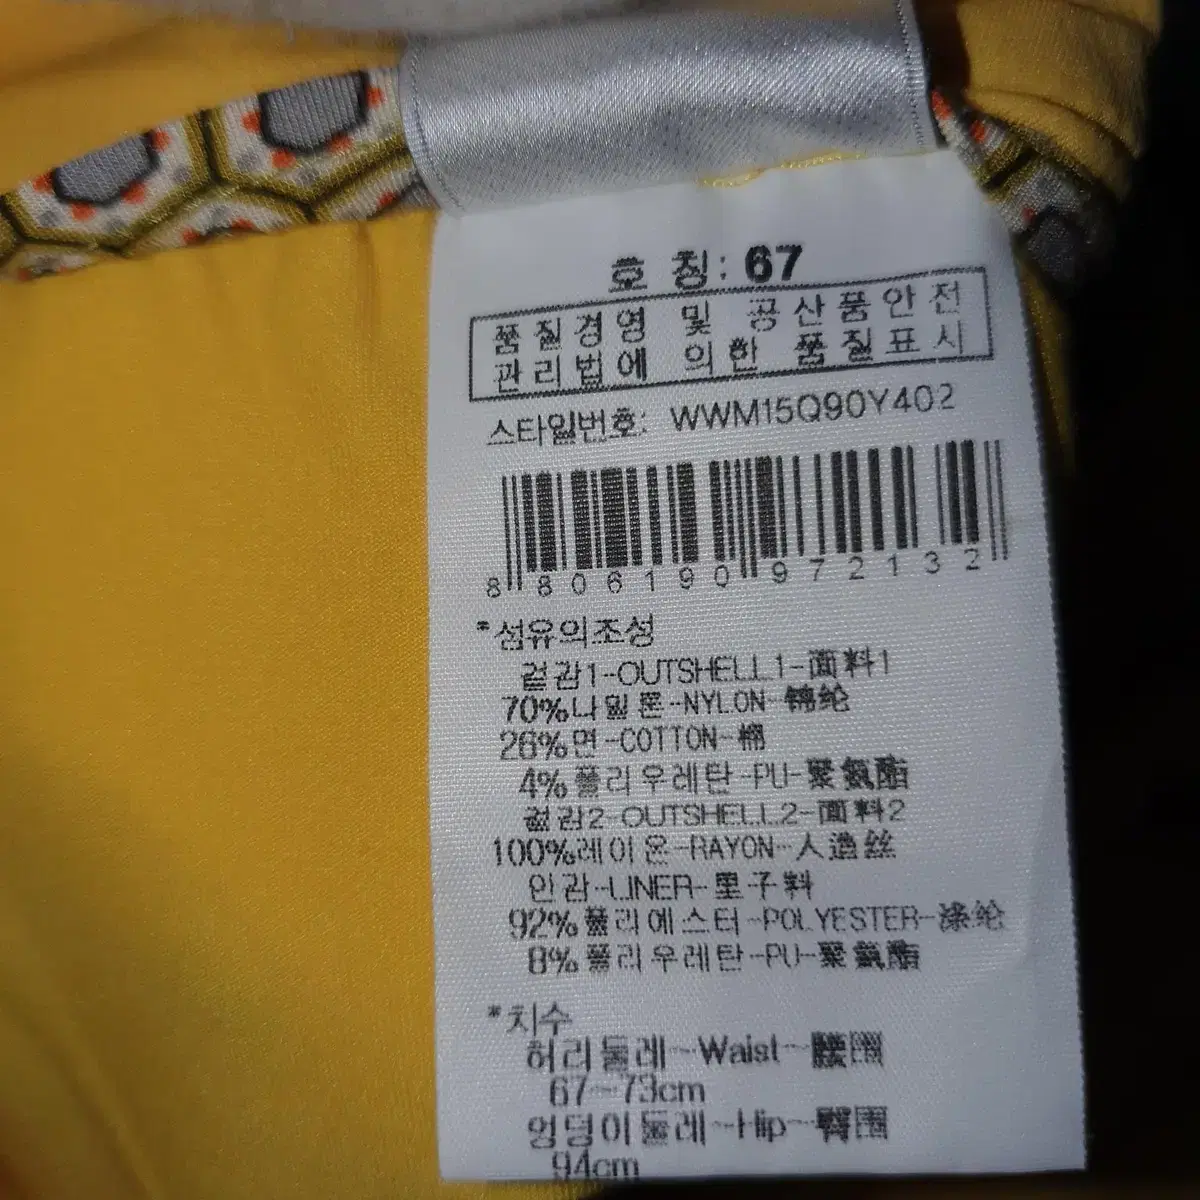 호 칭: 67
품질경영 및 공산품안전
관리법에 의한 품질표시
스타일번호: WWM15Q90Y402
8 806190 972132
*섬유의조성
겉감1-OUTSHELL1-面料1
70%나일론-NYLON-锦纶
26%면-COTTON-棉
4%폴리우레탄-PU-聚氨酯
겉감2-OUTSHELL2-面料2
100%레이온-RAYON-人造丝
안감-LINER-里子料
92%폴리에스터-POLYESTER-涤纶
8%폴리우레탄-PU-聚氨酯
*치수
허리둘레-Waist-腰围
67~73cm
엉덩이둘레-Hip-臀围
94cm